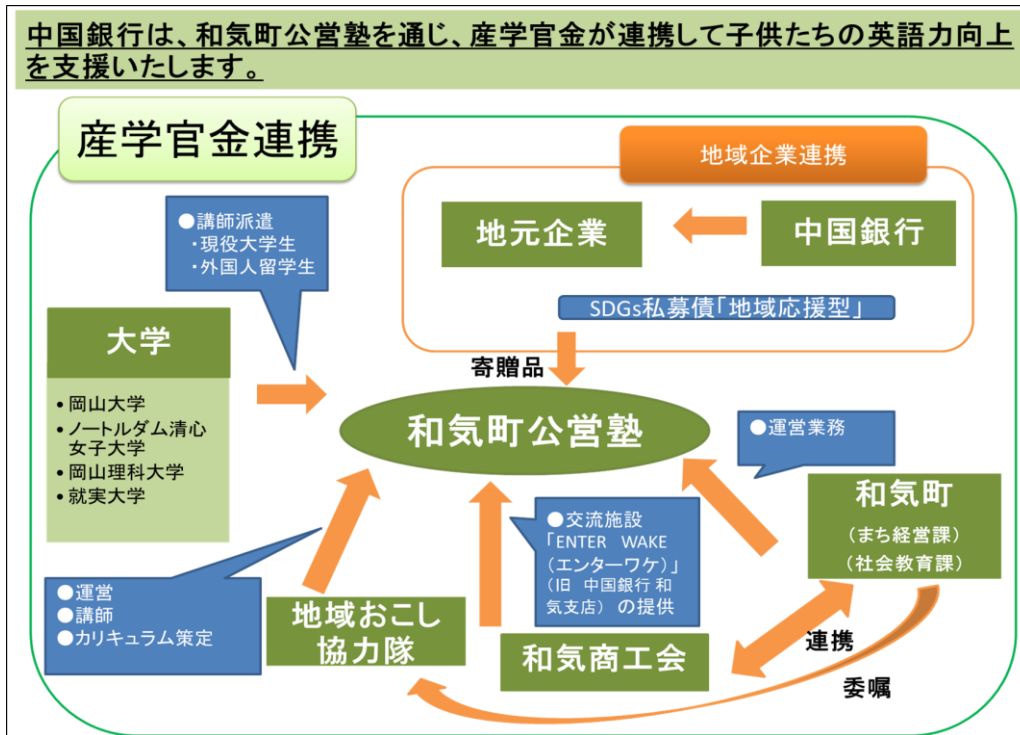 中国銀行は、和気町公営塾を通じ、産学官金が連携して子供たちの英語力向上
を支援いたします。
産学官金連携
地域企業連携
地元企業
中国銀行
SDGs私募債「地域応援型」
●講師派遣
・現役大学生
・外国人留学生
大学
• 岡山大学
• ノートルダム清心
女子大学
• 岡山理科大学
• 就実大学
寄贈品
和気町公営塾
●運営業務
和気町
(まち経営課)
(社会教育課)
●交流施設
「ENTER WAKE
(エンターワケ)」
(旧 中国銀行 和
気支店) の提供
●運営
●講師
●カリキュラム策定
地域おこし
協力隊
和気商工会
連携
委嘱